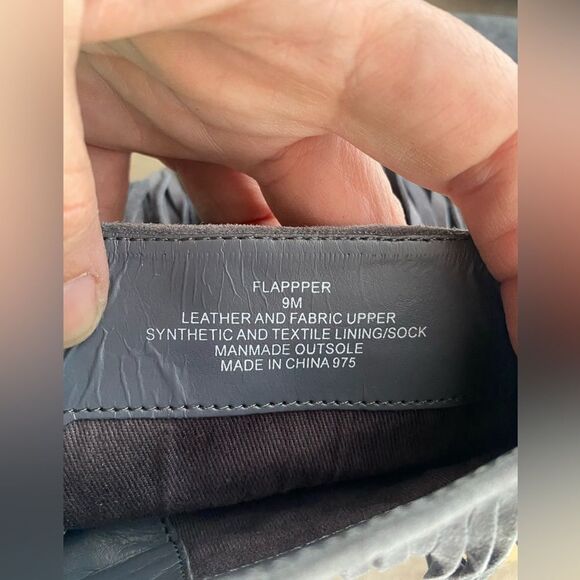 FLAPPPER
9M
LEATHER AND FABRIC UPPER
SYNTHETIC AND TEXTILE LINING/SOCK
MANMADE OUTSOLE
MADE IN CHINA 975